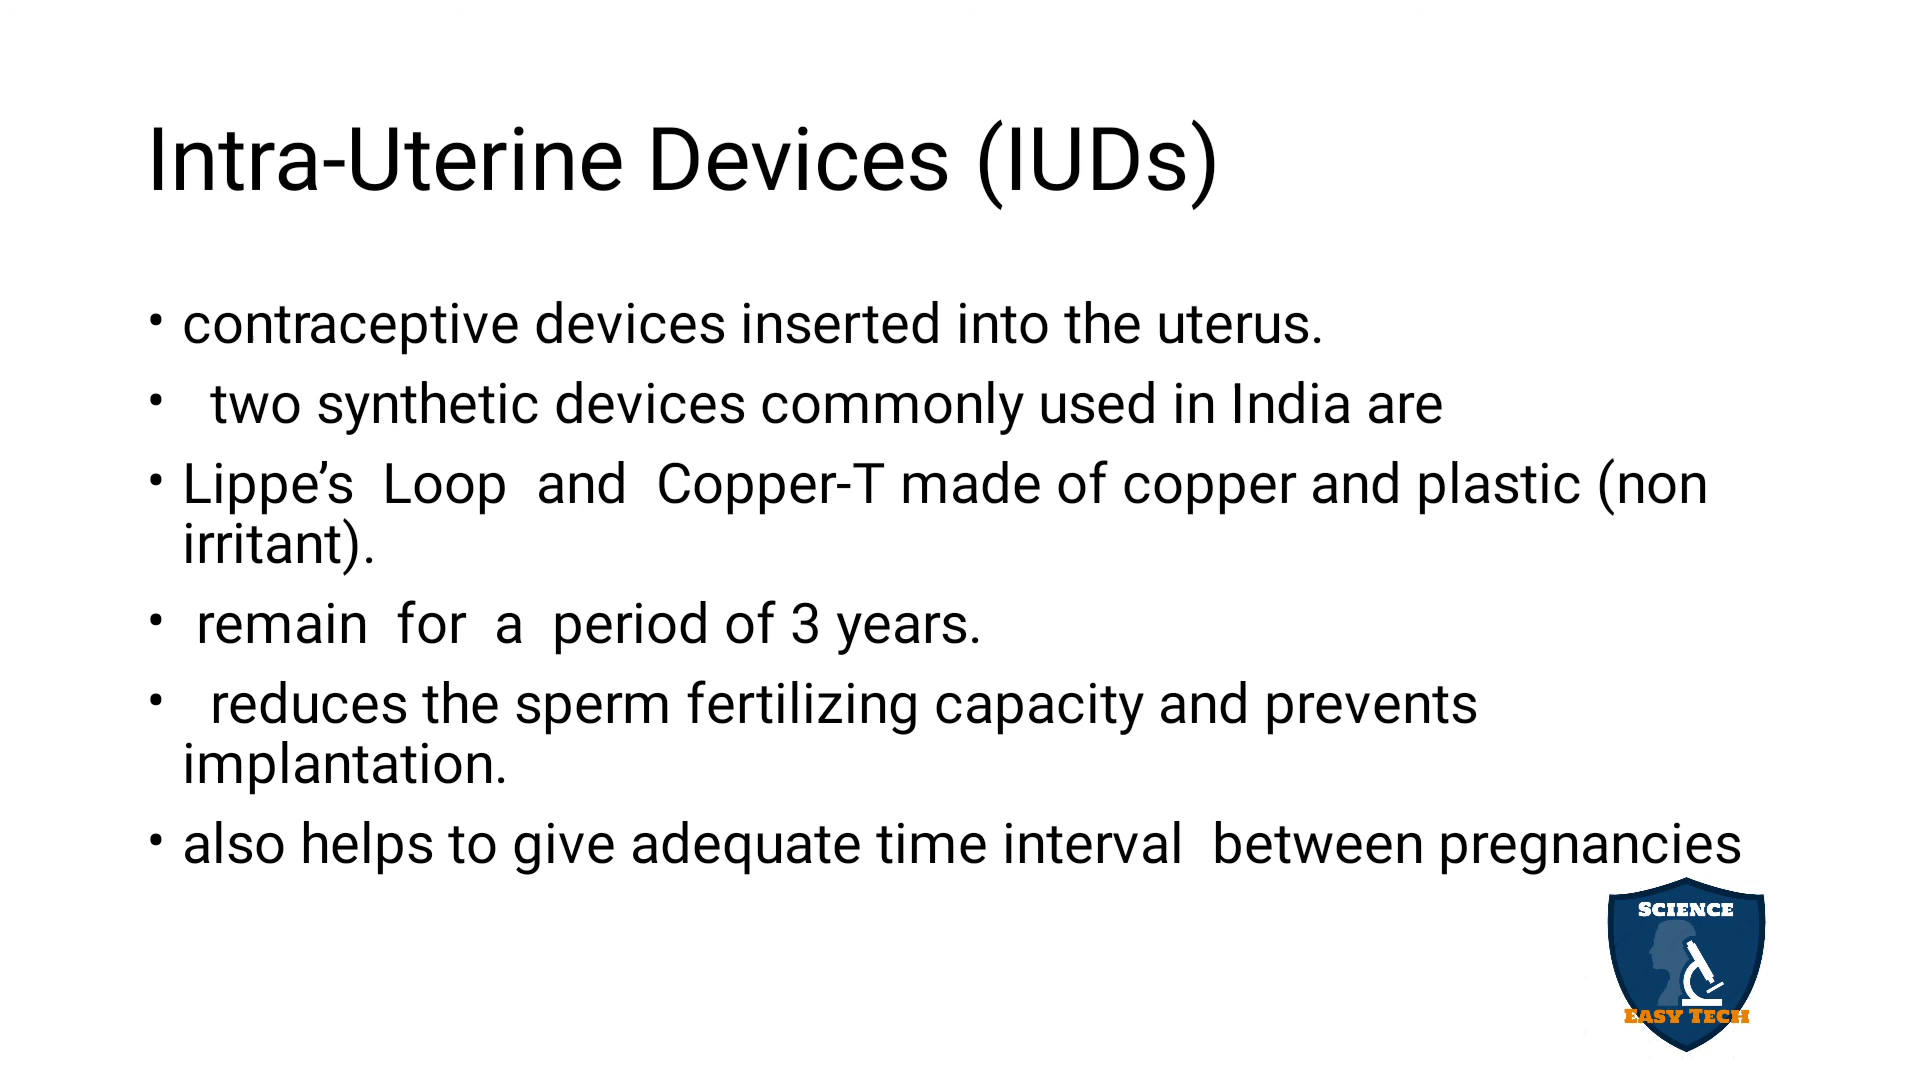 Intra-Uterine Devices (IUDs)
• contraceptive devices inserted into the uterus.
• two synthetic devices commonly used in India are
• Lippe’s Loop and Copper-T made of copper and plastic (non
irritant).
• remain for a period of 3 years.
• reduces the sperm fertilizing capacity and prevents
implantation.
• also helps to give adequate time interval between pregnancies
SCIENCE
EASY TECH